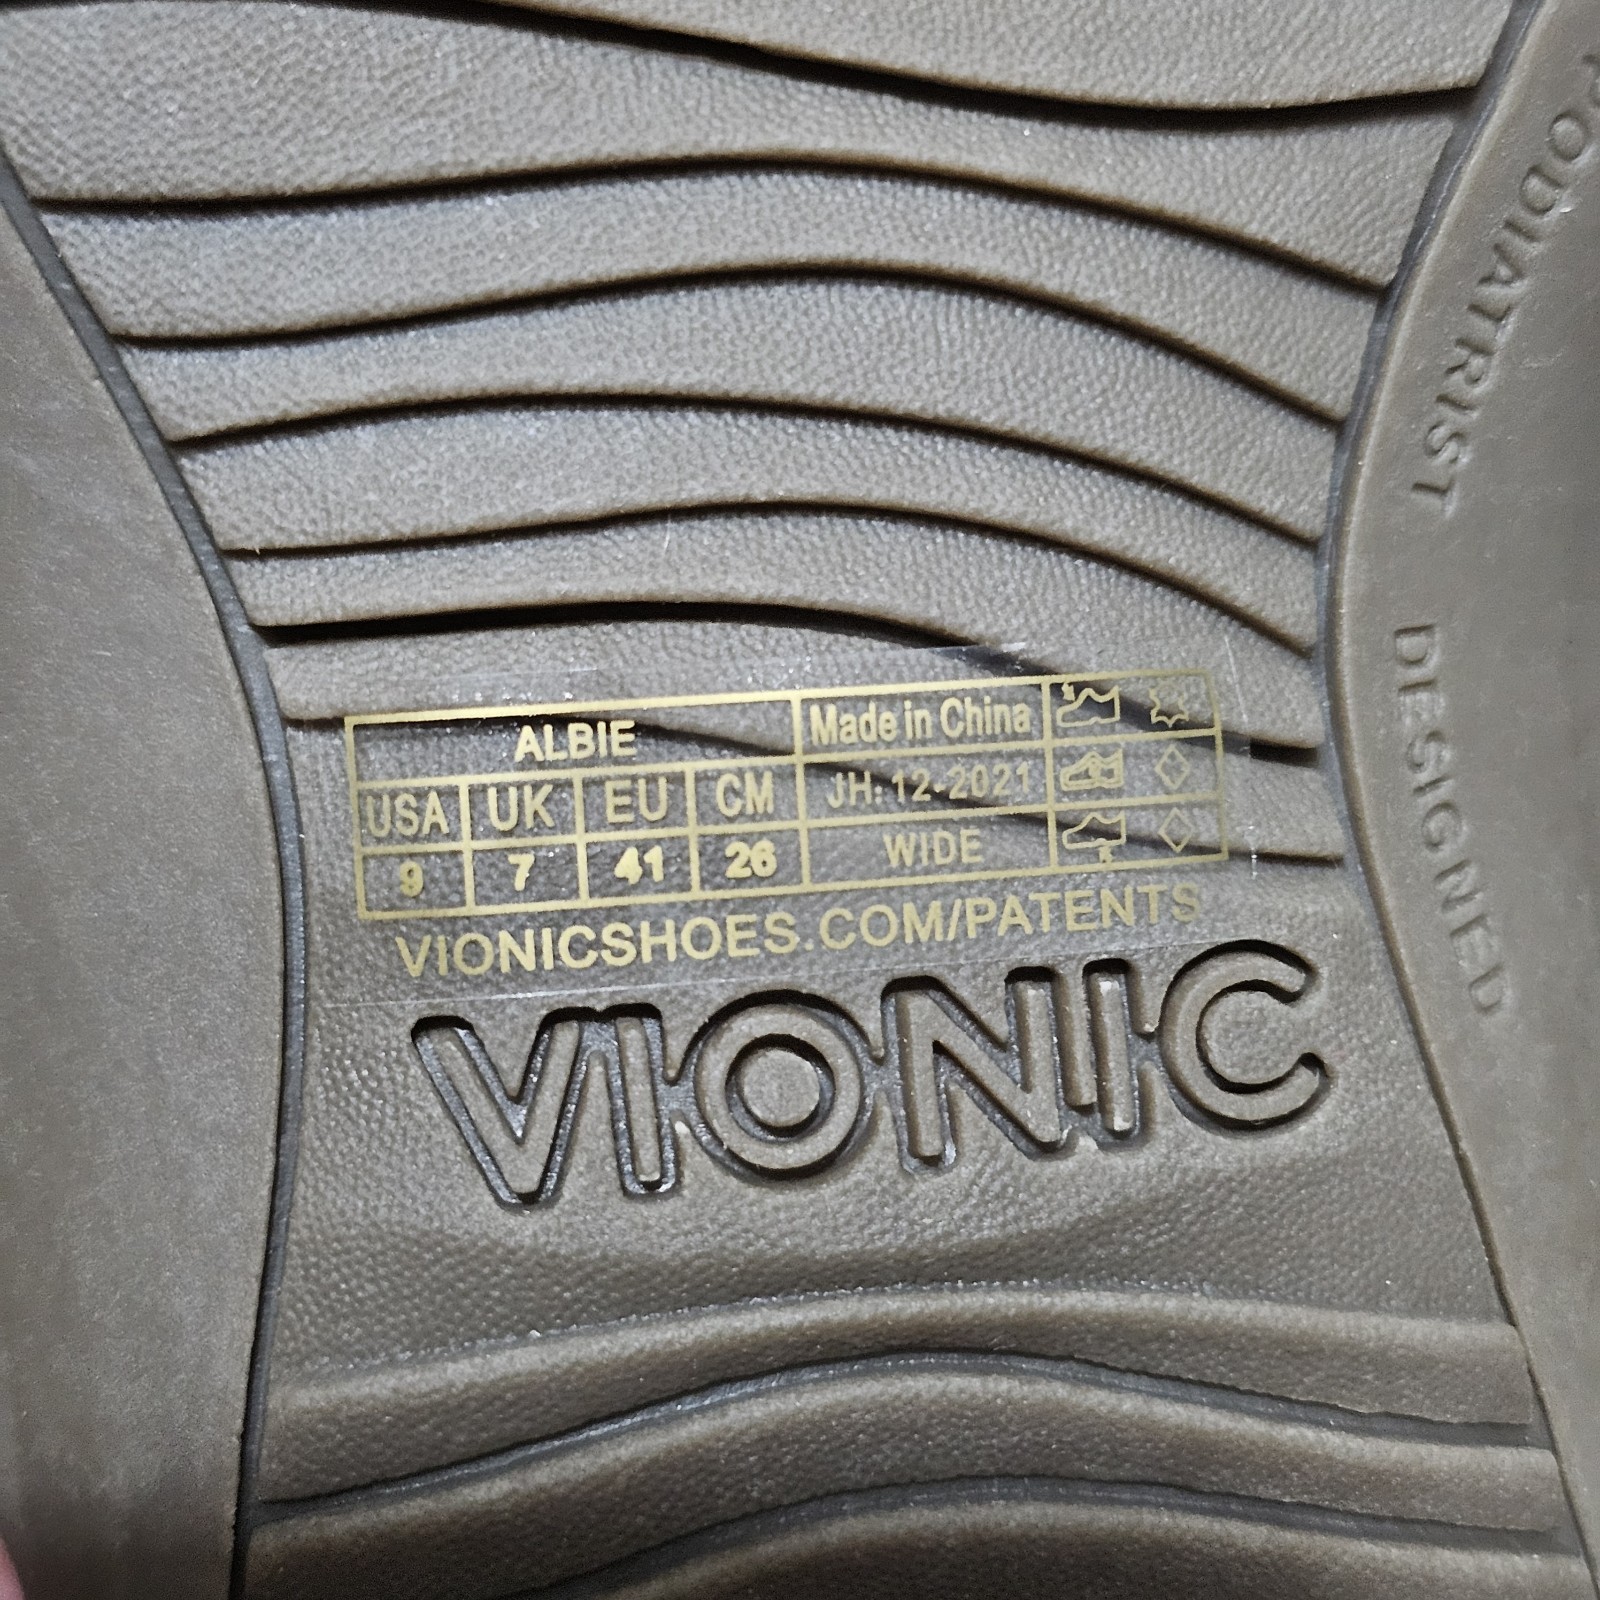 PODIATRIST DESIGNED
ALBIE
USA UK EU CM
9 7 41 26
Made in China
JH: 12-2021
WIDE
VIONICSHOES.COM/PATENTS
VIONIC